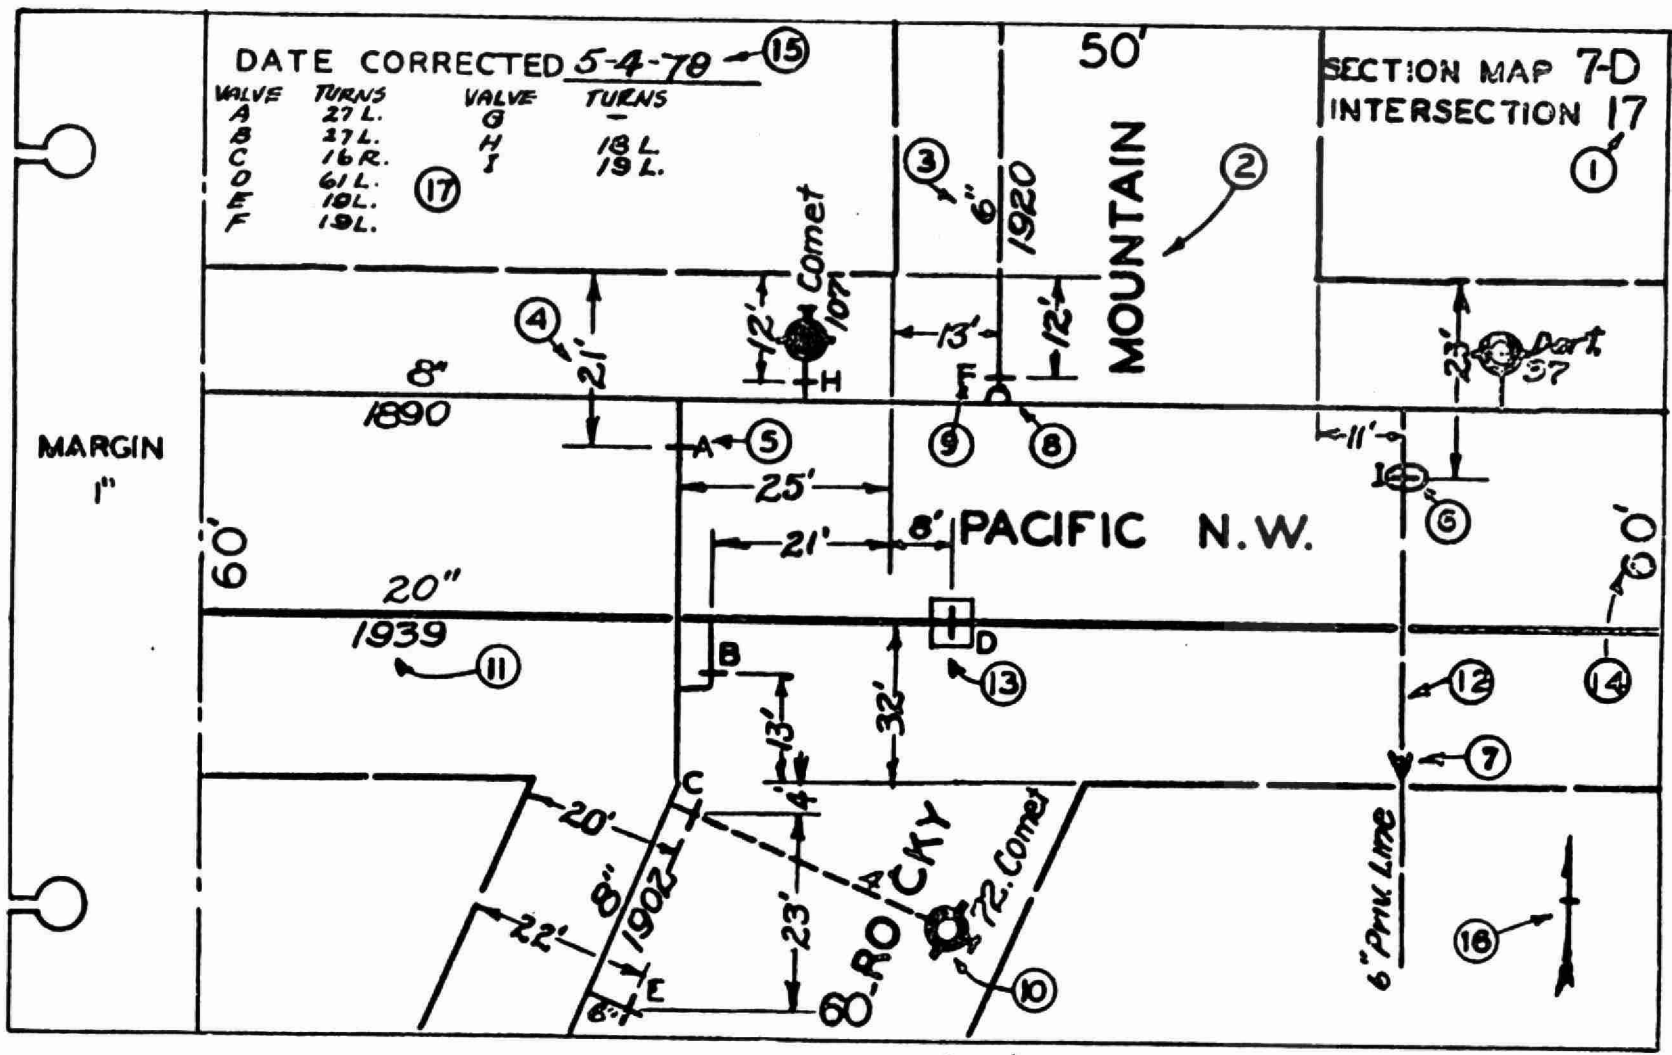 DATE CORRECTED 5-4-78
15
VALVE TURNS VALVE TURNS
A 27 L. G -
B 27 L. H 18 L.
C 16 R. I 19 L.
D 61 L.
E 19 L.
F 19 L.
17
50'
SECTION MAP 7-D
INTERSECTION 17
1
2
3
6"
1920
MOUNTAIN
Comet
107
4
21'
12'
13'
12'
23'
Dart
37
8"
1890
H
F
A
5
9
8
11'
I
6
MARGIN
1"
25'
21'
8'
PACIFIC N.W.
60'
60'
20"
1939
11
B
D
13
12
14
13'
32'
7
C
4'
20'
8"
1902
23'
22'
E
6"
60-ROCKY
72. Comet
10
6" Priv. Line
16